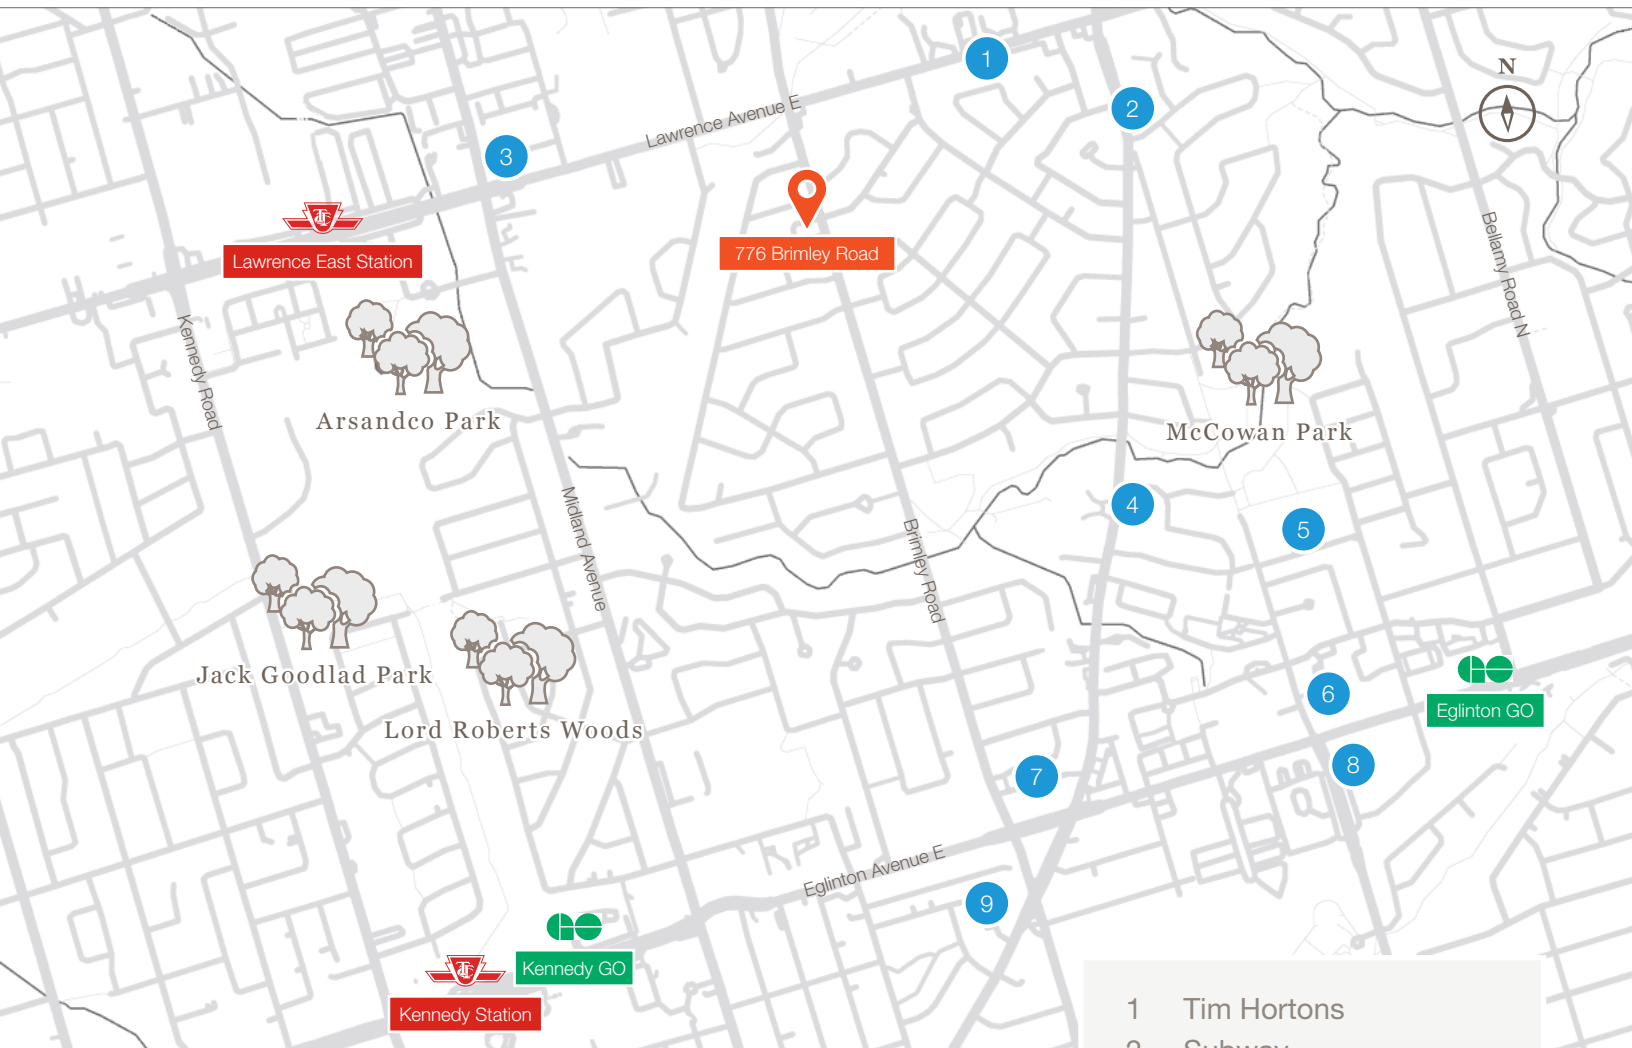 N
1
2
Lawrence Avenue E
3
776 Brimley Road
Lawrence East Station
Bellamy Road N
Kennedy Road
Arsandco Park
McCowan Park
4
5
Midland Avenue
Brimley Road
Jack Goodlad Park
Lord Roberts Woods
6
Eglinton GO
7
8
Eglinton Avenue E
9
Kennedy GO
Kennedy Station
1 Tim Hortons
2 Subway